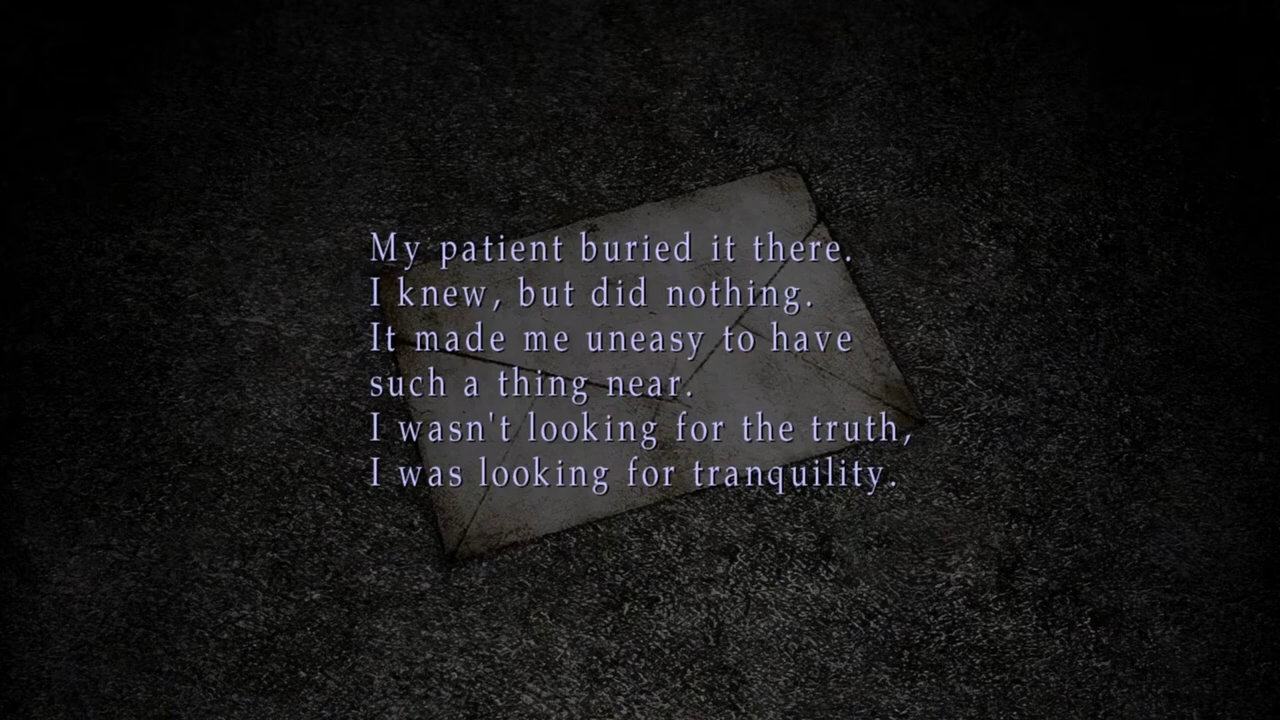 My patient buried it there.
I knew, but did nothing.
It made me uneasy to have
such a thing near.
I wasn't looking for the truth,
I was looking for tranquility.